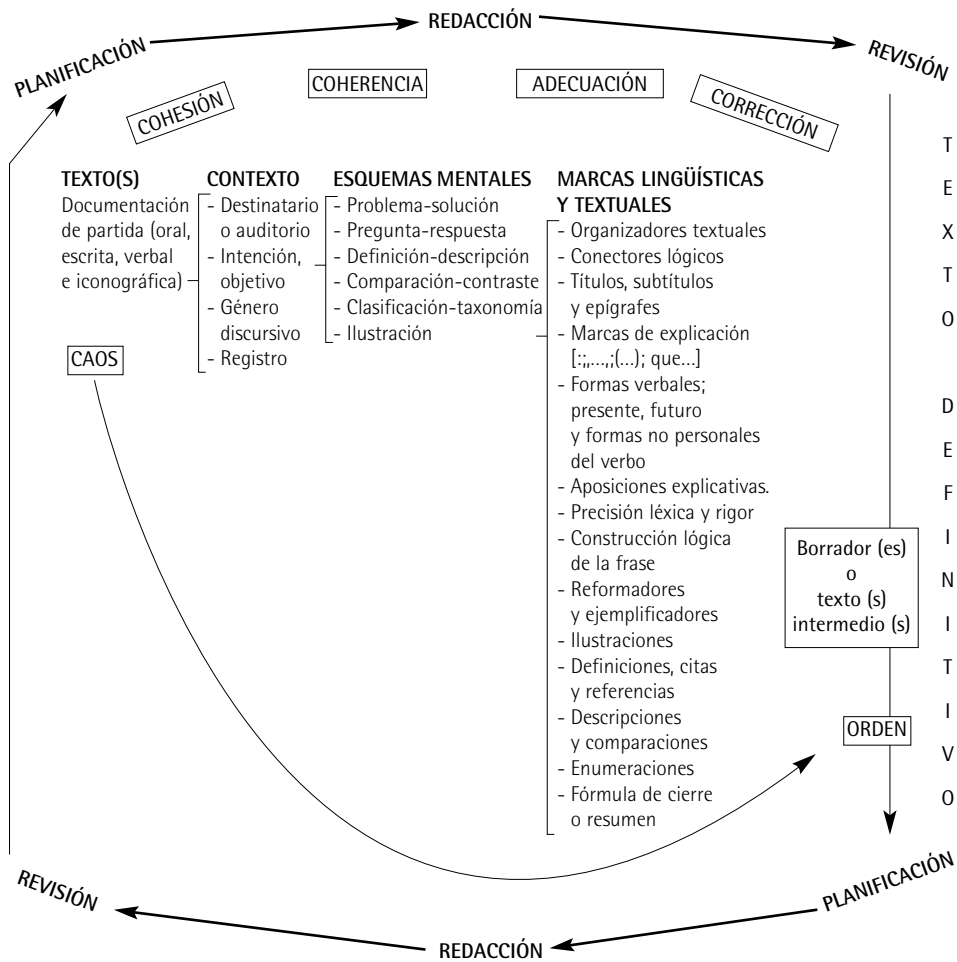 REDACCIÓN
PLANIFICACIÓN
REVISIÓN
COHESIÓN
COHERENCIA
ADECUACIÓN
CORRECCIÓN
TEXTO(S)
Documentación
de partida (oral,
escrita, verbal
e iconográfica)
CAOS
CONTEXTO
- Destinatario
o auditorio
- Intención,
objetivo
- Género
discursivo
- Registro
ESQUEMAS MENTALES
- Problema-solución
- Pregunta-respuesta
- Definición-descripción
- Comparación-contraste
- Clasificación-taxonomía
- Ilustración
MARCAS LINGÜÍSTICAS
Y TEXTUALES
- Organizadores textuales
- Conectores lógicos
- Títulos, subtítulos
y epígrafes
- Marcas de explicación
[:;,,...,;(...); que...]
- Formas verbales;
presente, futuro
y formas no personales
del verbo
- Aposiciones explicativas.
- Precisión léxica y rigor
- Construcción lógica
de la frase
- Reformadores
y ejemplificadores
- Ilustraciones
- Definiciones, citas
y referencias
- Descripciones
y comparaciones
- Enumeraciones
- Fórmula de cierre
o resumen
Borrador (es)
o
texto (s)
intermedio (s)
ORDEN
TEXTO DEFINITIVO
REVISIÓN
PLANIFICACIÓN
REDACCIÓN